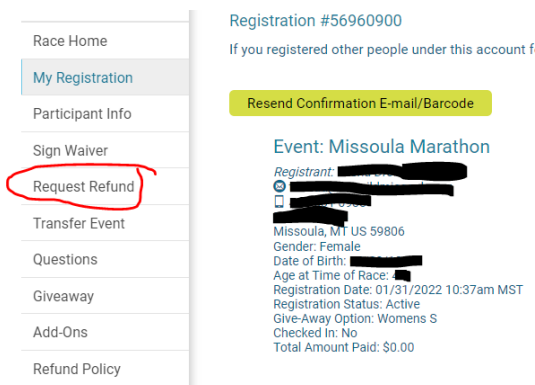 Race Home
My Registration
Participant Info
Sign Waiver
Request Refund
Transfer Event
Questions
Giveaway
Add-Ons
Refund Policy
Registration #56960900
If you registered other people under this account
Resend Confirmation E-mail/Barcode
Event: Missoula Marathon
Registrant:
Missoula, MT US 59806
Gender: Female
Date of Birth:
Age at Time of Race:
Registration Date: 01/31/2022 10:37am MST
Registration Status: Active
Give-Away Option: Womens S
Checked In: No
Total Amount Paid: $0.00